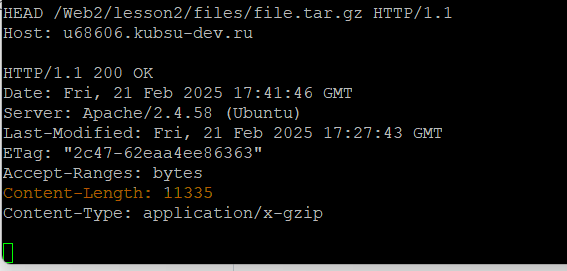 HEAD /Web2/lesson2/files/file.tar.gz HTTP/1.1
Host: u68606.kubsu-dev.ru

HTTP/1.1 200 OK
Date: Fri, 21 Feb 2025 17:41:46 GMT
Server: Apache/2.4.58 (Ubuntu)
Last-Modified: Fri, 21 Feb 2025 17:27:43 GMT
ETag: "2c47-62eaa4ee86363"
Accept-Ranges: bytes
Content-Length: 11335
Content-Type: application/x-gzip